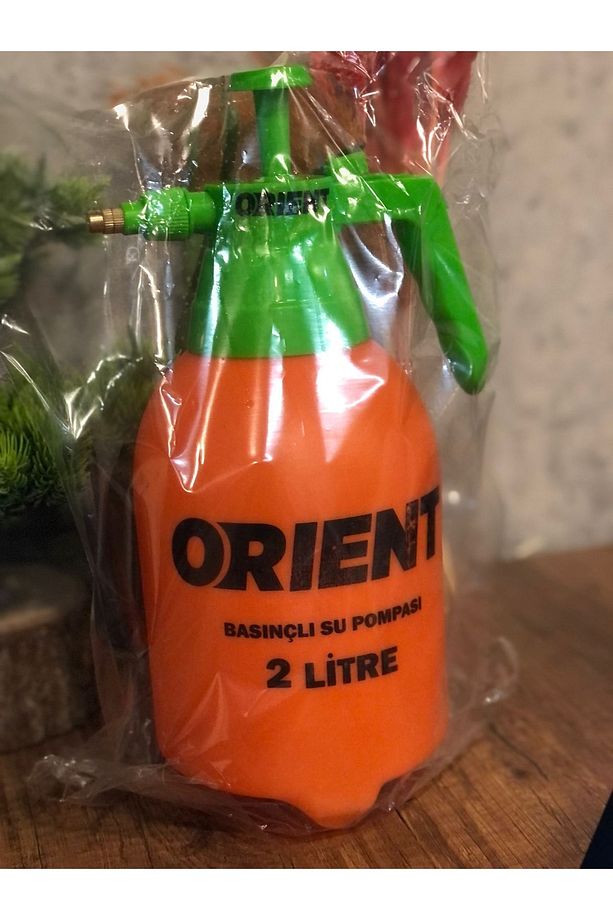 ORIENT
ORIENT
BASINÇLI SU POMPASI
2 LİTRE